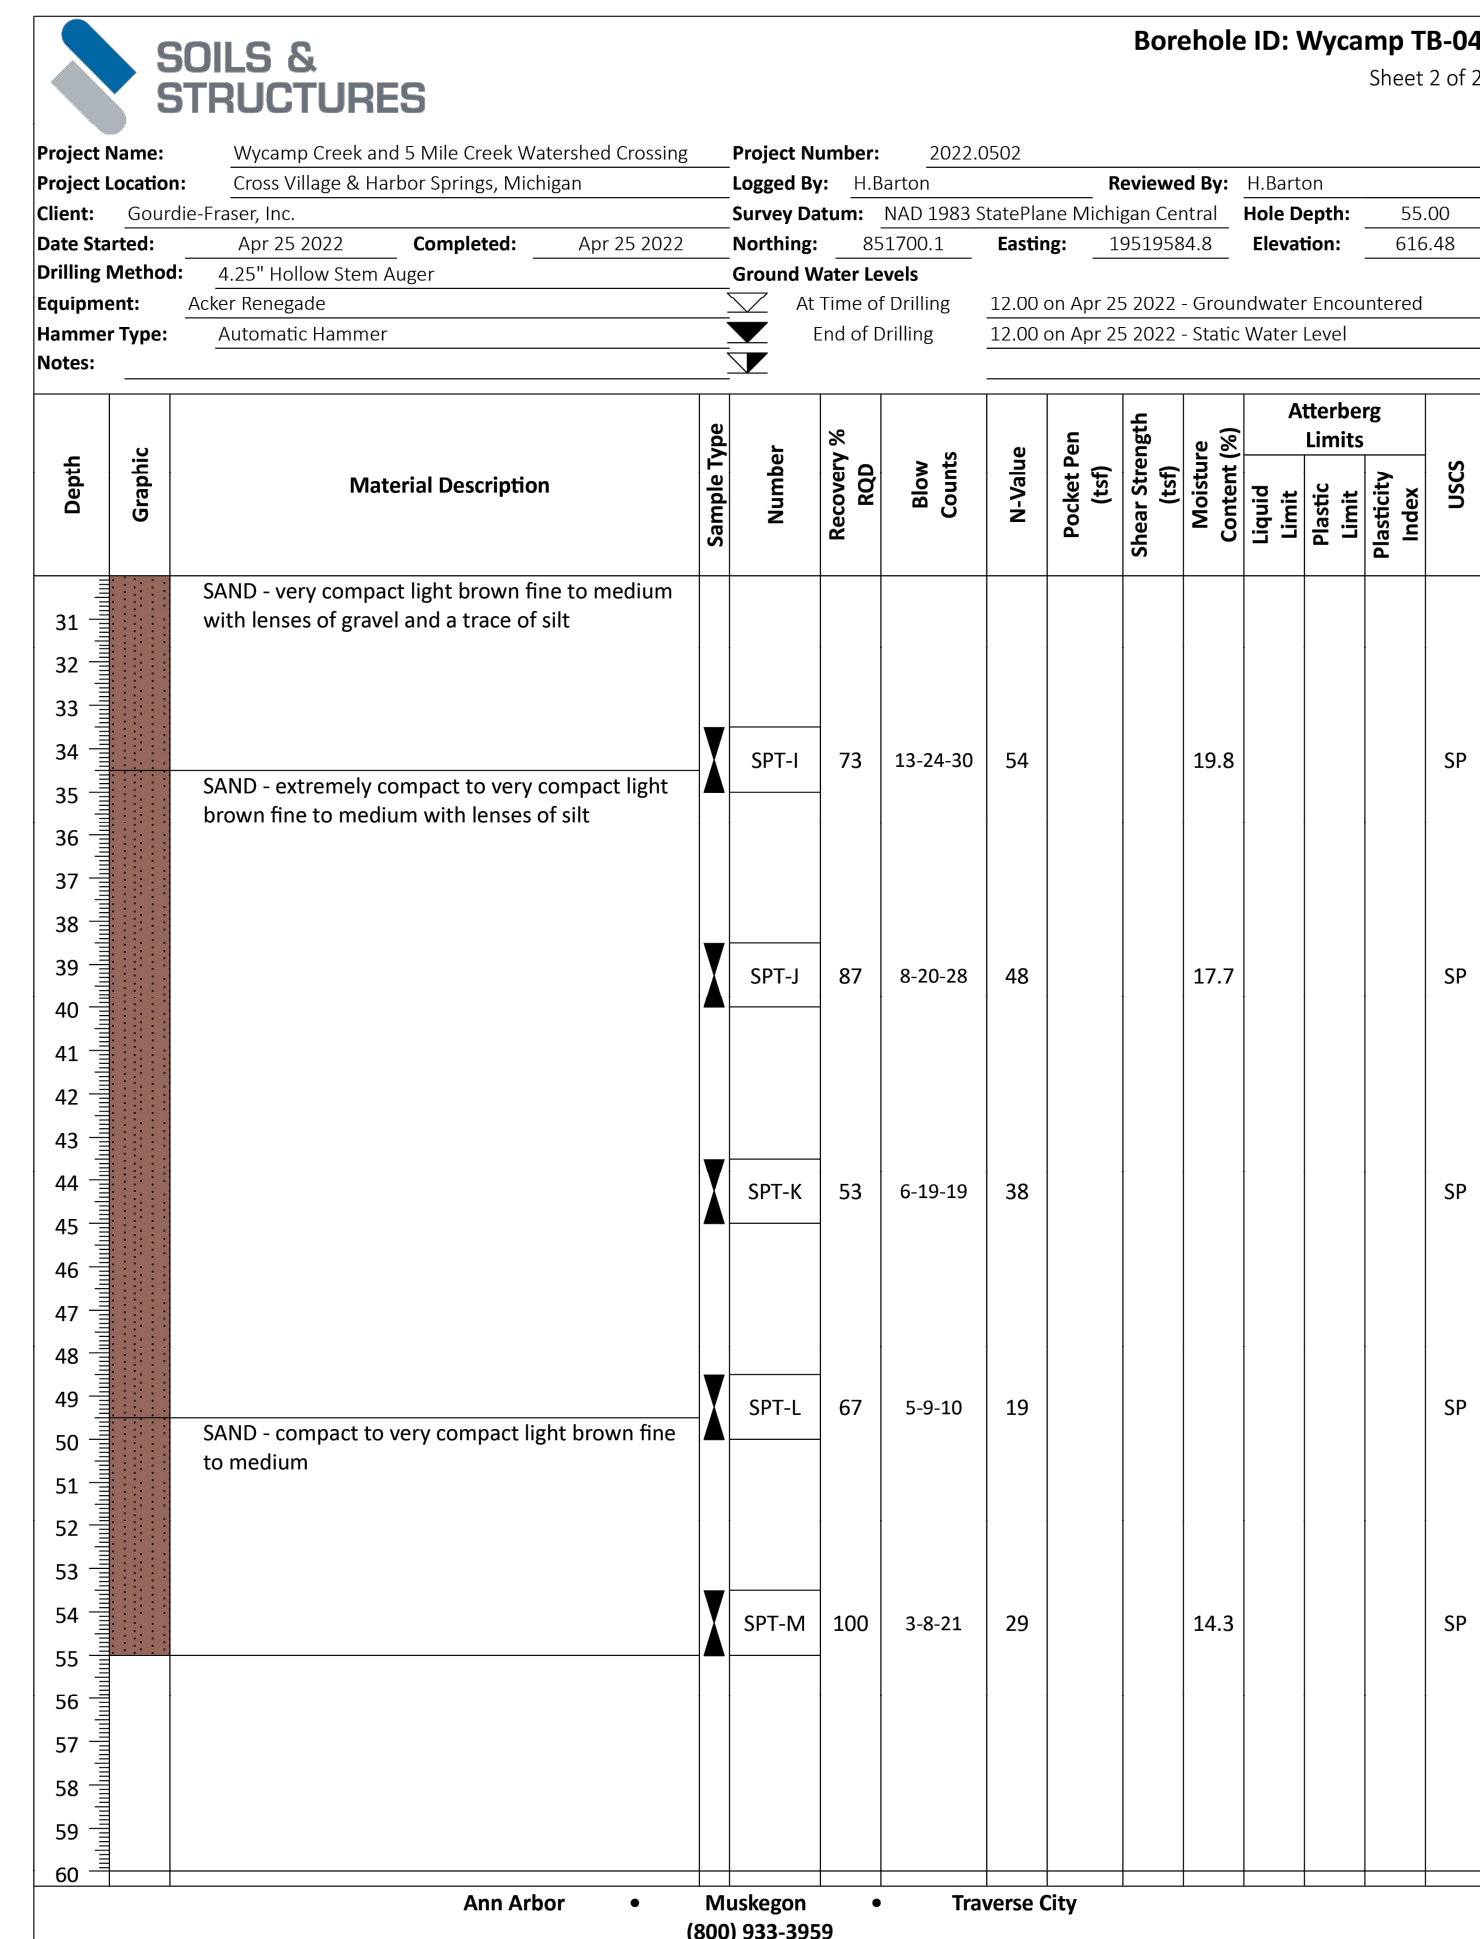 SOILS &
STRUCTURES
Borehole ID: Wycamp TB-04
Sheet 2 of 2
Project Name: Wycamp Creek and 5 Mile Creek Watershed Crossing Project Number: 2022.0502
Project Location: Cross Village & Harbor Springs, Michigan Logged By: H.Barton Reviewed By: H.Barton
Client: Gourdie-Fraser, Inc. Survey Datum: NAD 1983 StatePlane Michigan Central Hole Depth: 55.00
Date Started: Apr 25 2022 Completed: Apr 25 2022 Northing: 851700.1 Easting: 19519584.8 Elevation: 616.48
Drilling Method: 4.25" Hollow Stem Auger Ground Water Levels
Equipment: Acker Renegade At Time of Drilling 12.00 on Apr 25 2022 - Groundwater Encountered
Hammer Type: Automatic Hammer End of Drilling 12.00 on Apr 25 2022 - Static Water Level
Notes:
Depth
Graphic
Material Description
Sample Type
Number
Recovery %
RQD
Blow
Counts
N-Value
Pocket Pen
(tsf)
Shear Strength
(tsf)
Moisture
Content (%)
Atterberg
Limits
Liquid
Limit
Plastic
Limit
Plasticity
Index
USCS
SAND - very compact light brown fine to medium
31 with lenses of gravel and a trace of silt
32
33
34 SPT-I 73 13-24-30 54 19.8 SP
35 SAND - extremely compact to very compact light
brown fine to medium with lenses of silt
36
37
38
39 SPT-J 87 8-20-28 48 17.7 SP
40
41
42
43
44 SPT-K 53 6-19-19 38 SP
45
46
47
48
49 SPT-L 67 5-9-10 19 SP
50 SAND - compact to very compact light brown fine
to medium
51
52
53
54 SPT-M 100 3-8-21 29 14.3 SP
55
56
57
58
59
60
Ann Arbor • Muskegon • Traverse City
(800) 933-3959